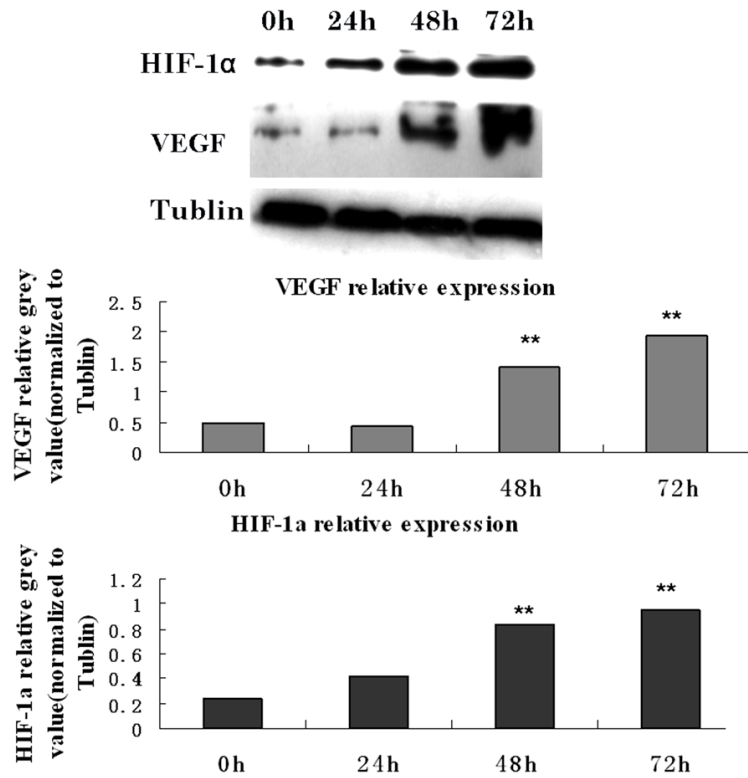 0h 24h 48h 72h
HIF-1α
VEGF
Tublin
VEGF relative expression
VEGF relative grey
value(normalized to
Tublin)
2.5
2
1.5
1
0.5
0
** **
0h 24h 48h 72h
HIF-1a relative expression
HIF-1a relative grey
value(normalized to
Tublin)
1.2
1
0.8
0.6
0.4
0.2
0
** **
0h 24h 48h 72h